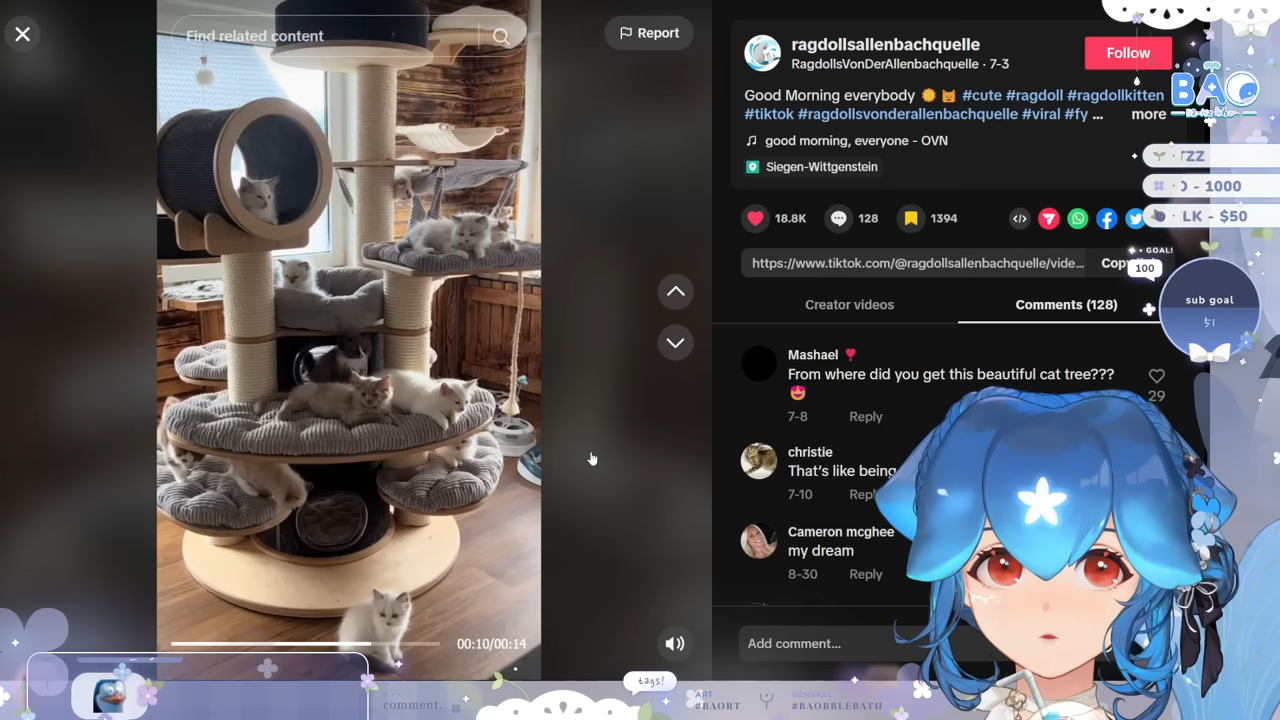 Find related content
Report
ragdollsallenbachquelle
RagdollsVonDerAllenbachquelle · 7-3
Follow
Good Morning everybody 🌞 🐱 #cute #ragdoll #ragdollkitten
#tiktok #ragdollsvonderallenbachquelle #viral #fy ... more
good morning, everyone - OVN
Siegen-Wittgenstein
18.8K
128
1394
https://www.tiktok.com/@ragdollsallenbachquelle/vide...
Creator videos
Comments (128)
Mashael
From where did you get this beautiful cat tree???
😍
7-8 Reply
29
christie
That's like being
7-10
Cameron mcghee
my dream
8-30 Reply
Add comment...
00:10/00:14
BAO
- 1000
LK - $50
GOAL!
100
sub goal
tags!
comment.
ART
#BAORT
GENERAL
#BAOBBLEBATH